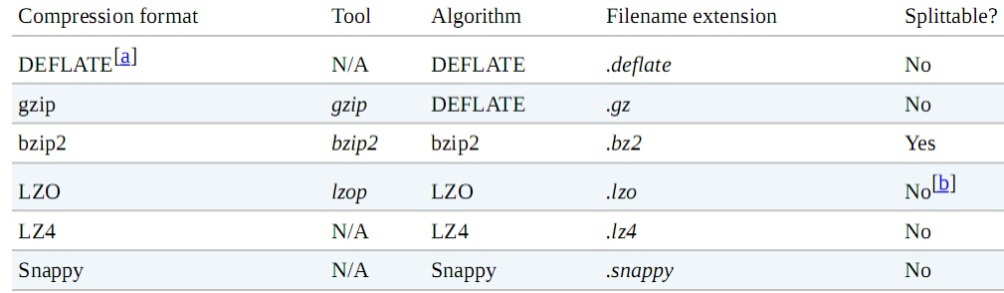 Compression format Tool Algorithm Filename extension Splittable?
DEFLATE[a] N/A DEFLATE .deflate No
gzip gzip DEFLATE .gz No
bzip2 bzip2 bzip2 .bz2 Yes
LZO lzop LZO .lzo No[b]
LZ4 N/A LZ4 .lz4 No
Snappy N/A Snappy .snappy No